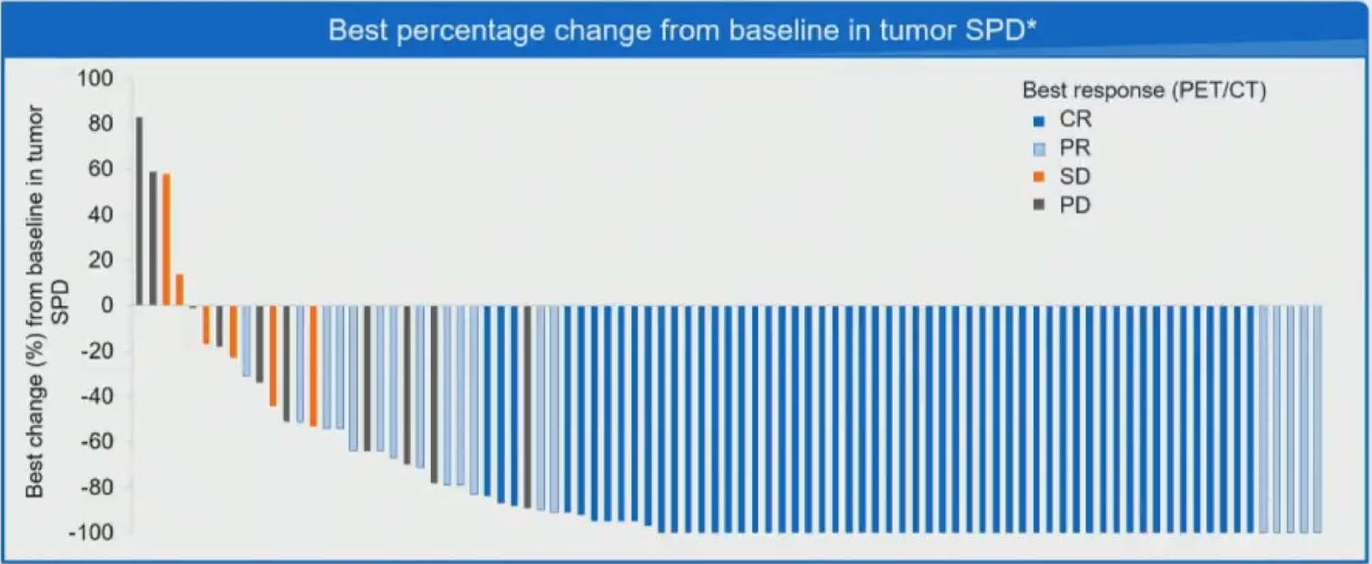 Best percentage change from baseline in tumor SPD*
Best change (%) from baseline in tumor
SPD
100
80
60
40
20
0
-20
-40
-60
-80
-100
Best response (PET/CT)
CR
PR
SD
PD